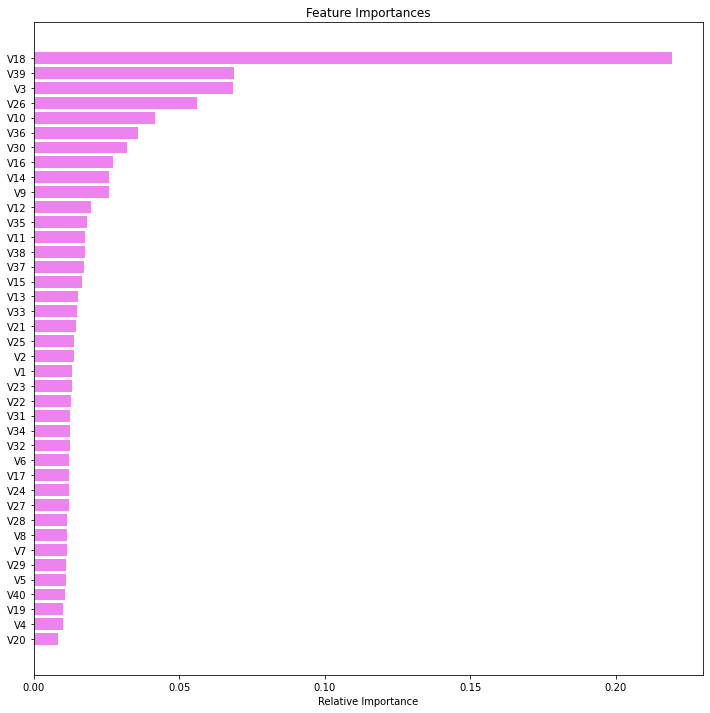 Feature Importances
V18
V39
V3
V26
V10
V36
V30
V16
V14
V9
V12
V35
V11
V38
V37
V15
V13
V33
V21
V25
V2
V1
V23
V22
V31
V34
V32
V6
V17
V24
V27
V28
V8
V7
V29
V5
V40
V19
V4
V20
0.00 0.05 0.10 0.15 0.20
Relative Importance